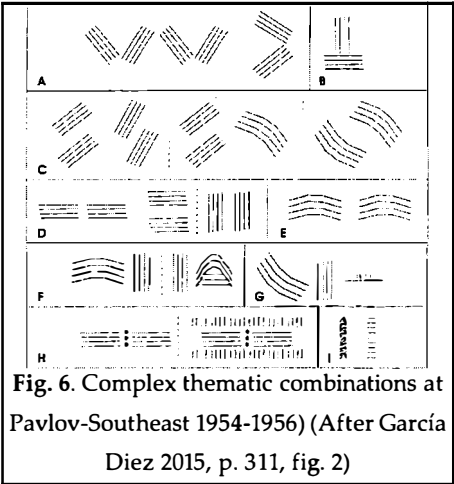 A
B
C
D
E
F
G
H
I
Fig. 6. Complex thematic combinations at
Pavlov-Southeast 1954-1956) (After García
Diez 2015, p. 311, fig. 2)